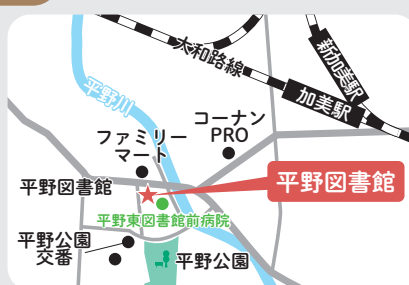 大和路線
新加美駅
加美駅
平野川
コーナン
PRO
ファミリー
マート
平野図書館
平野図書館
平野東図書館前病院
平野公園
交番
平野公園